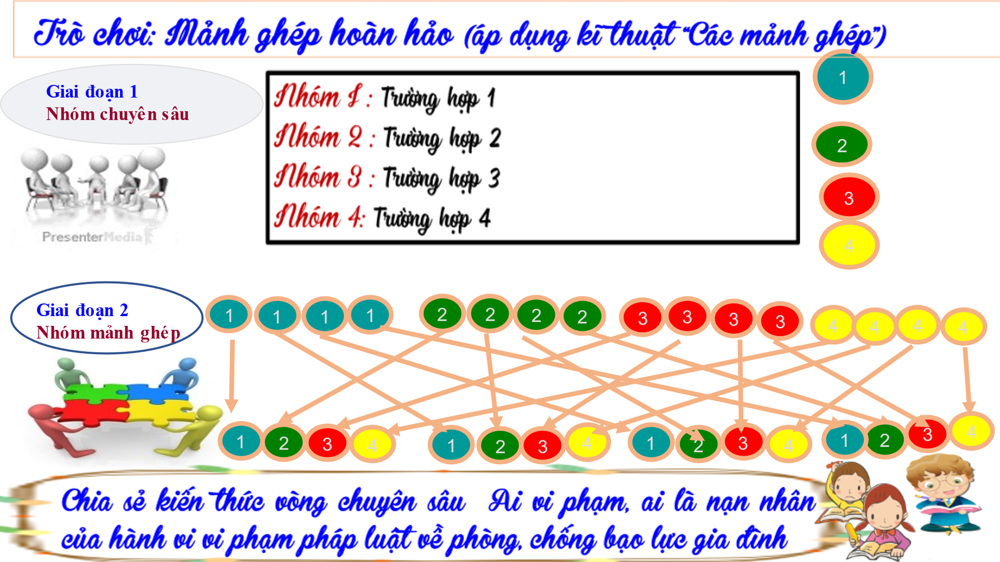 Trò chơi: Mảnh ghép hoàn hảo (áp dụng kĩ thuật “Các mảnh ghép”)
Giai đoạn 1
Nhóm chuyên sâu
Nhóm 1 : Trường hợp 1
Nhóm 2 : Trường hợp 2
Nhóm 3 : Trường hợp 3
Nhóm 4: Trường hợp 4
1
2
3
4
PresenterMedia
Giai đoạn 2
Nhóm mảnh ghép
1 1 1 1 2 2 2 2 3 3 3 3 4 4 4 4
1 2 3 4 1 2 3 4 1 2 3 4 1 2 3 4
Chia sẻ kiến thức vòng chuyên sâu Ai vi phạm, ai là nạn nhân
của hành vi vi phạm pháp luật về phòng, chống bạo lực gia đình